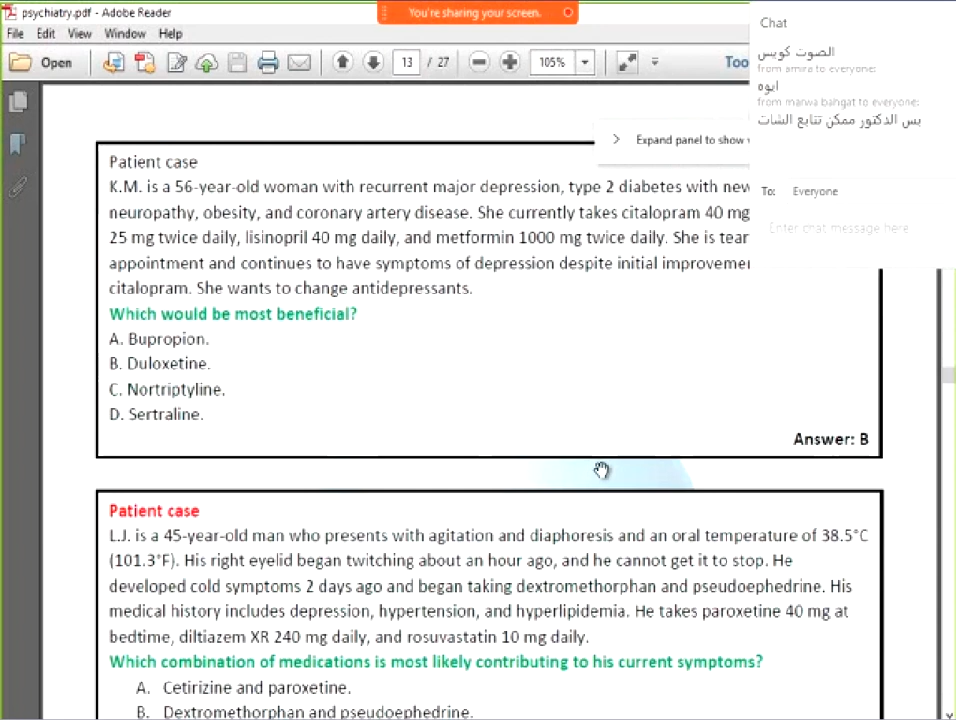 psychiatry.pdf - Adobe Reader
You're sharing your screen.
File Edit View Window Help
Open 13 / 27 105% Too
Chat
الصوت كويس
from amira to everyone:
ايوه
from marwa bahgat to everyone:
بس الدكتور ممكن تتابع الشات
Expand panel to show
To: Everyone
Enter chat message here
Patient case
K.M. is a 56-year-old woman with recurrent major depression, type 2 diabetes with new
neuropathy, obesity, and coronary artery disease. She currently takes citalopram 40 mg
25 mg twice daily, lisinopril 40 mg daily, and metformin 1000 mg twice daily. She is tear
appointment and continues to have symptoms of depression despite initial improvemen
citalopram. She wants to change antidepressants.
Which would be most beneficial?
A. Bupropion.
B. Duloxetine.
C. Nortriptyline.
D. Sertraline.
Answer: B
Patient case
L.J. is a 45-year-old man who presents with agitation and diaphoresis and an oral temperature of 38.5°C
(101.3°F). His right eyelid began twitching about an hour ago, and he cannot get it to stop. He
developed cold symptoms 2 days ago and began taking dextromethorphan and pseudoephedrine. His
medical history includes depression, hypertension, and hyperlipidemia. He takes paroxetine 40 mg at
bedtime, diltiazem XR 240 mg daily, and rosuvastatin 10 mg daily.
Which combination of medications is most likely contributing to his current symptoms?
A. Cetirizine and paroxetine.
B. Dextromethorphan and pseudoephedrine.